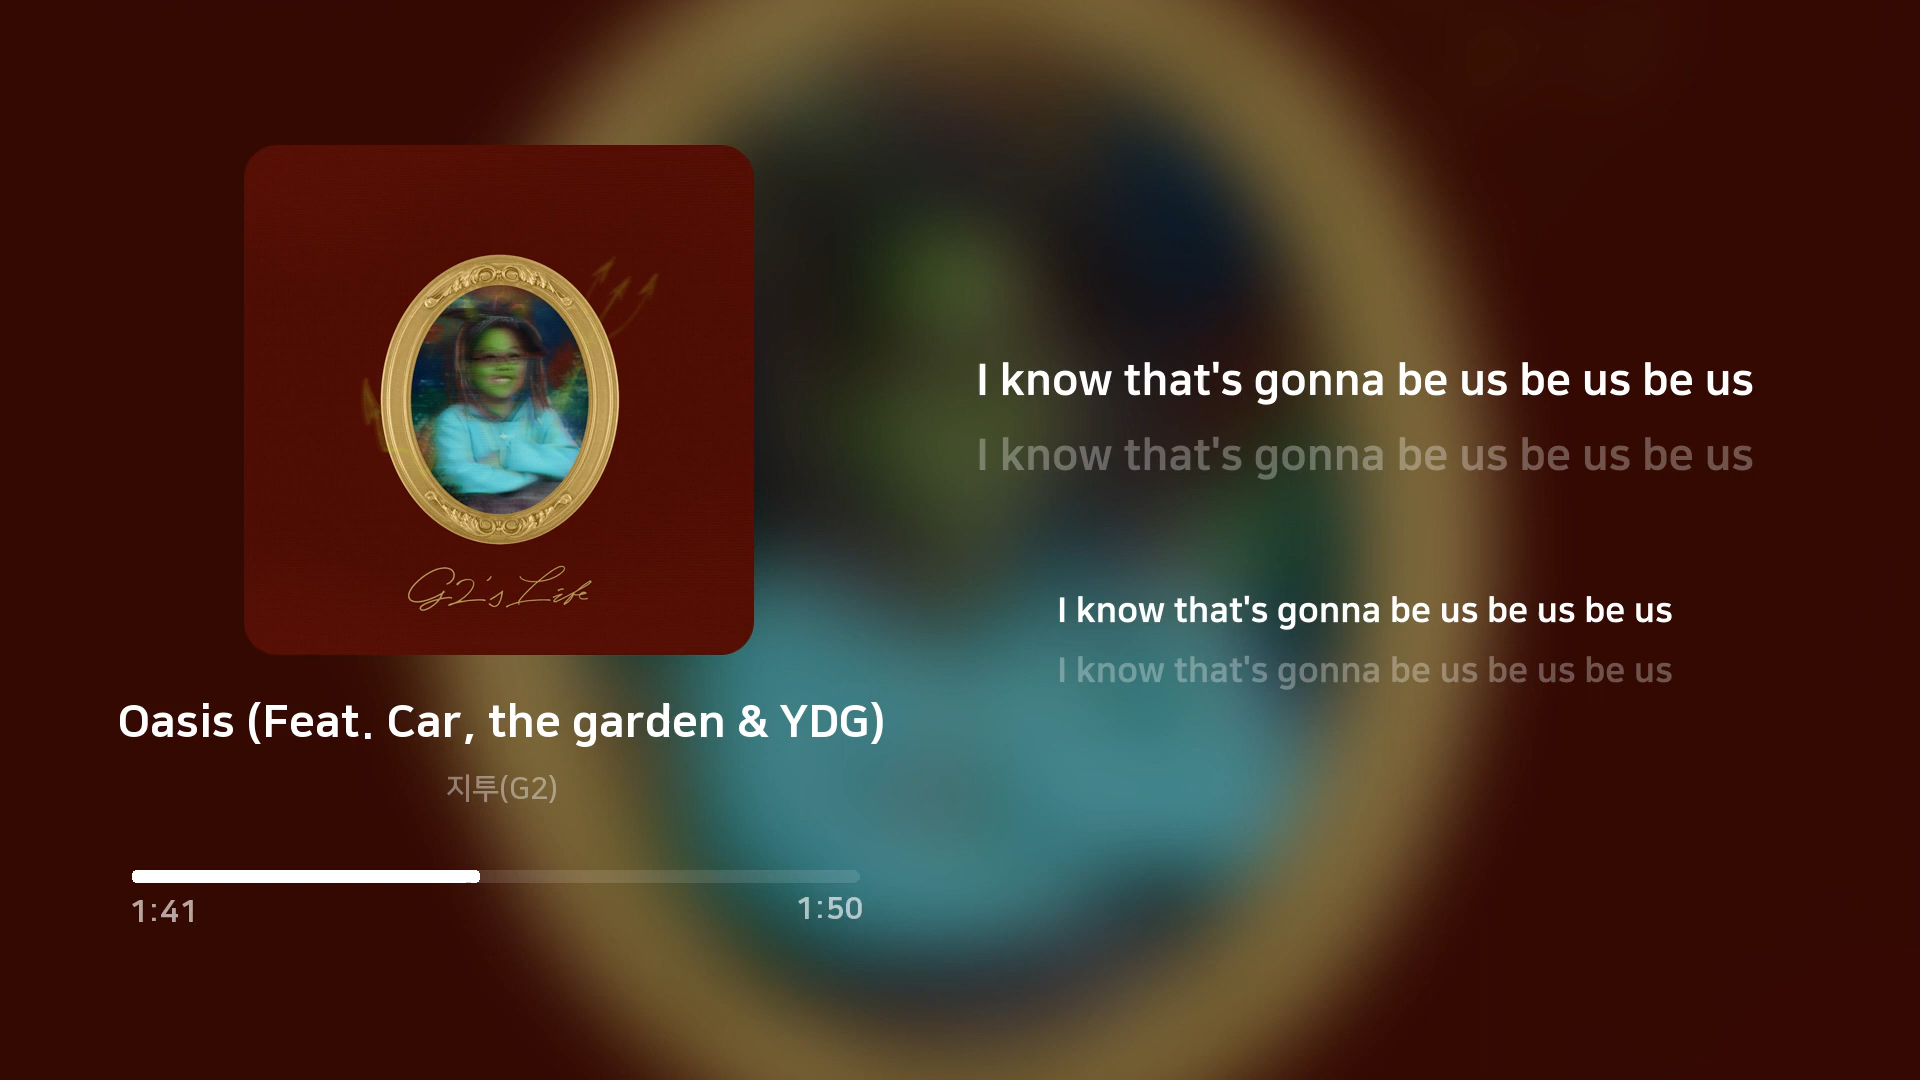 G2's Life
Oasis (Feat. Car, the garden & YDG)
지투(G2)
1:41
1:50
I know that's gonna be us be us be us
I know that's gonna be us be us be us
I know that's gonna be us be us be us
I know that's gonna be us be us be us